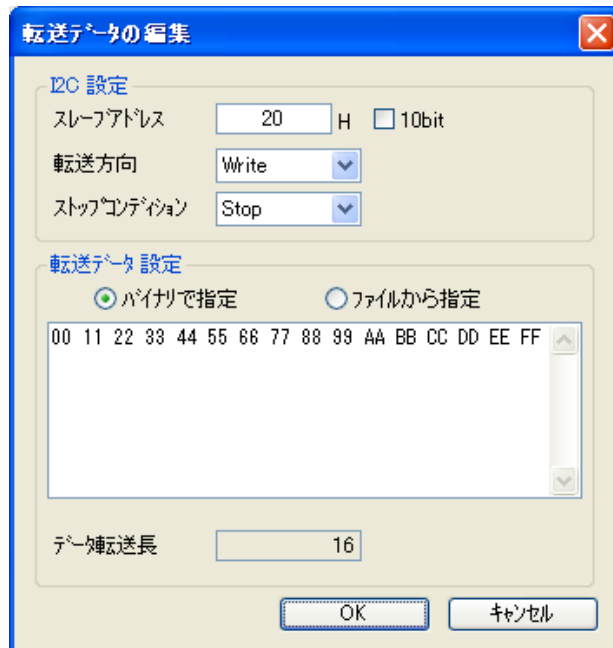 転送ﾃﾞｰﾀの編集
I2C 設定
ｽﾚｰﾌﾞｱﾄﾞﾚｽ 20 H 10bit
転送方向 Write
ｽﾄｯﾌﾟｺﾝﾃﾞｨｼｮﾝ Stop
転送ﾃﾞｰﾀ 設定
ﾊﾞｲﾅﾘで指定 ﾌｧｲﾙから指定
00 11 22 33 44 55 66 77 88 99 AA BB CC DD EE FF
ﾃﾞｰﾀ転送長 16
OK ｷｬﾝｾﾙ